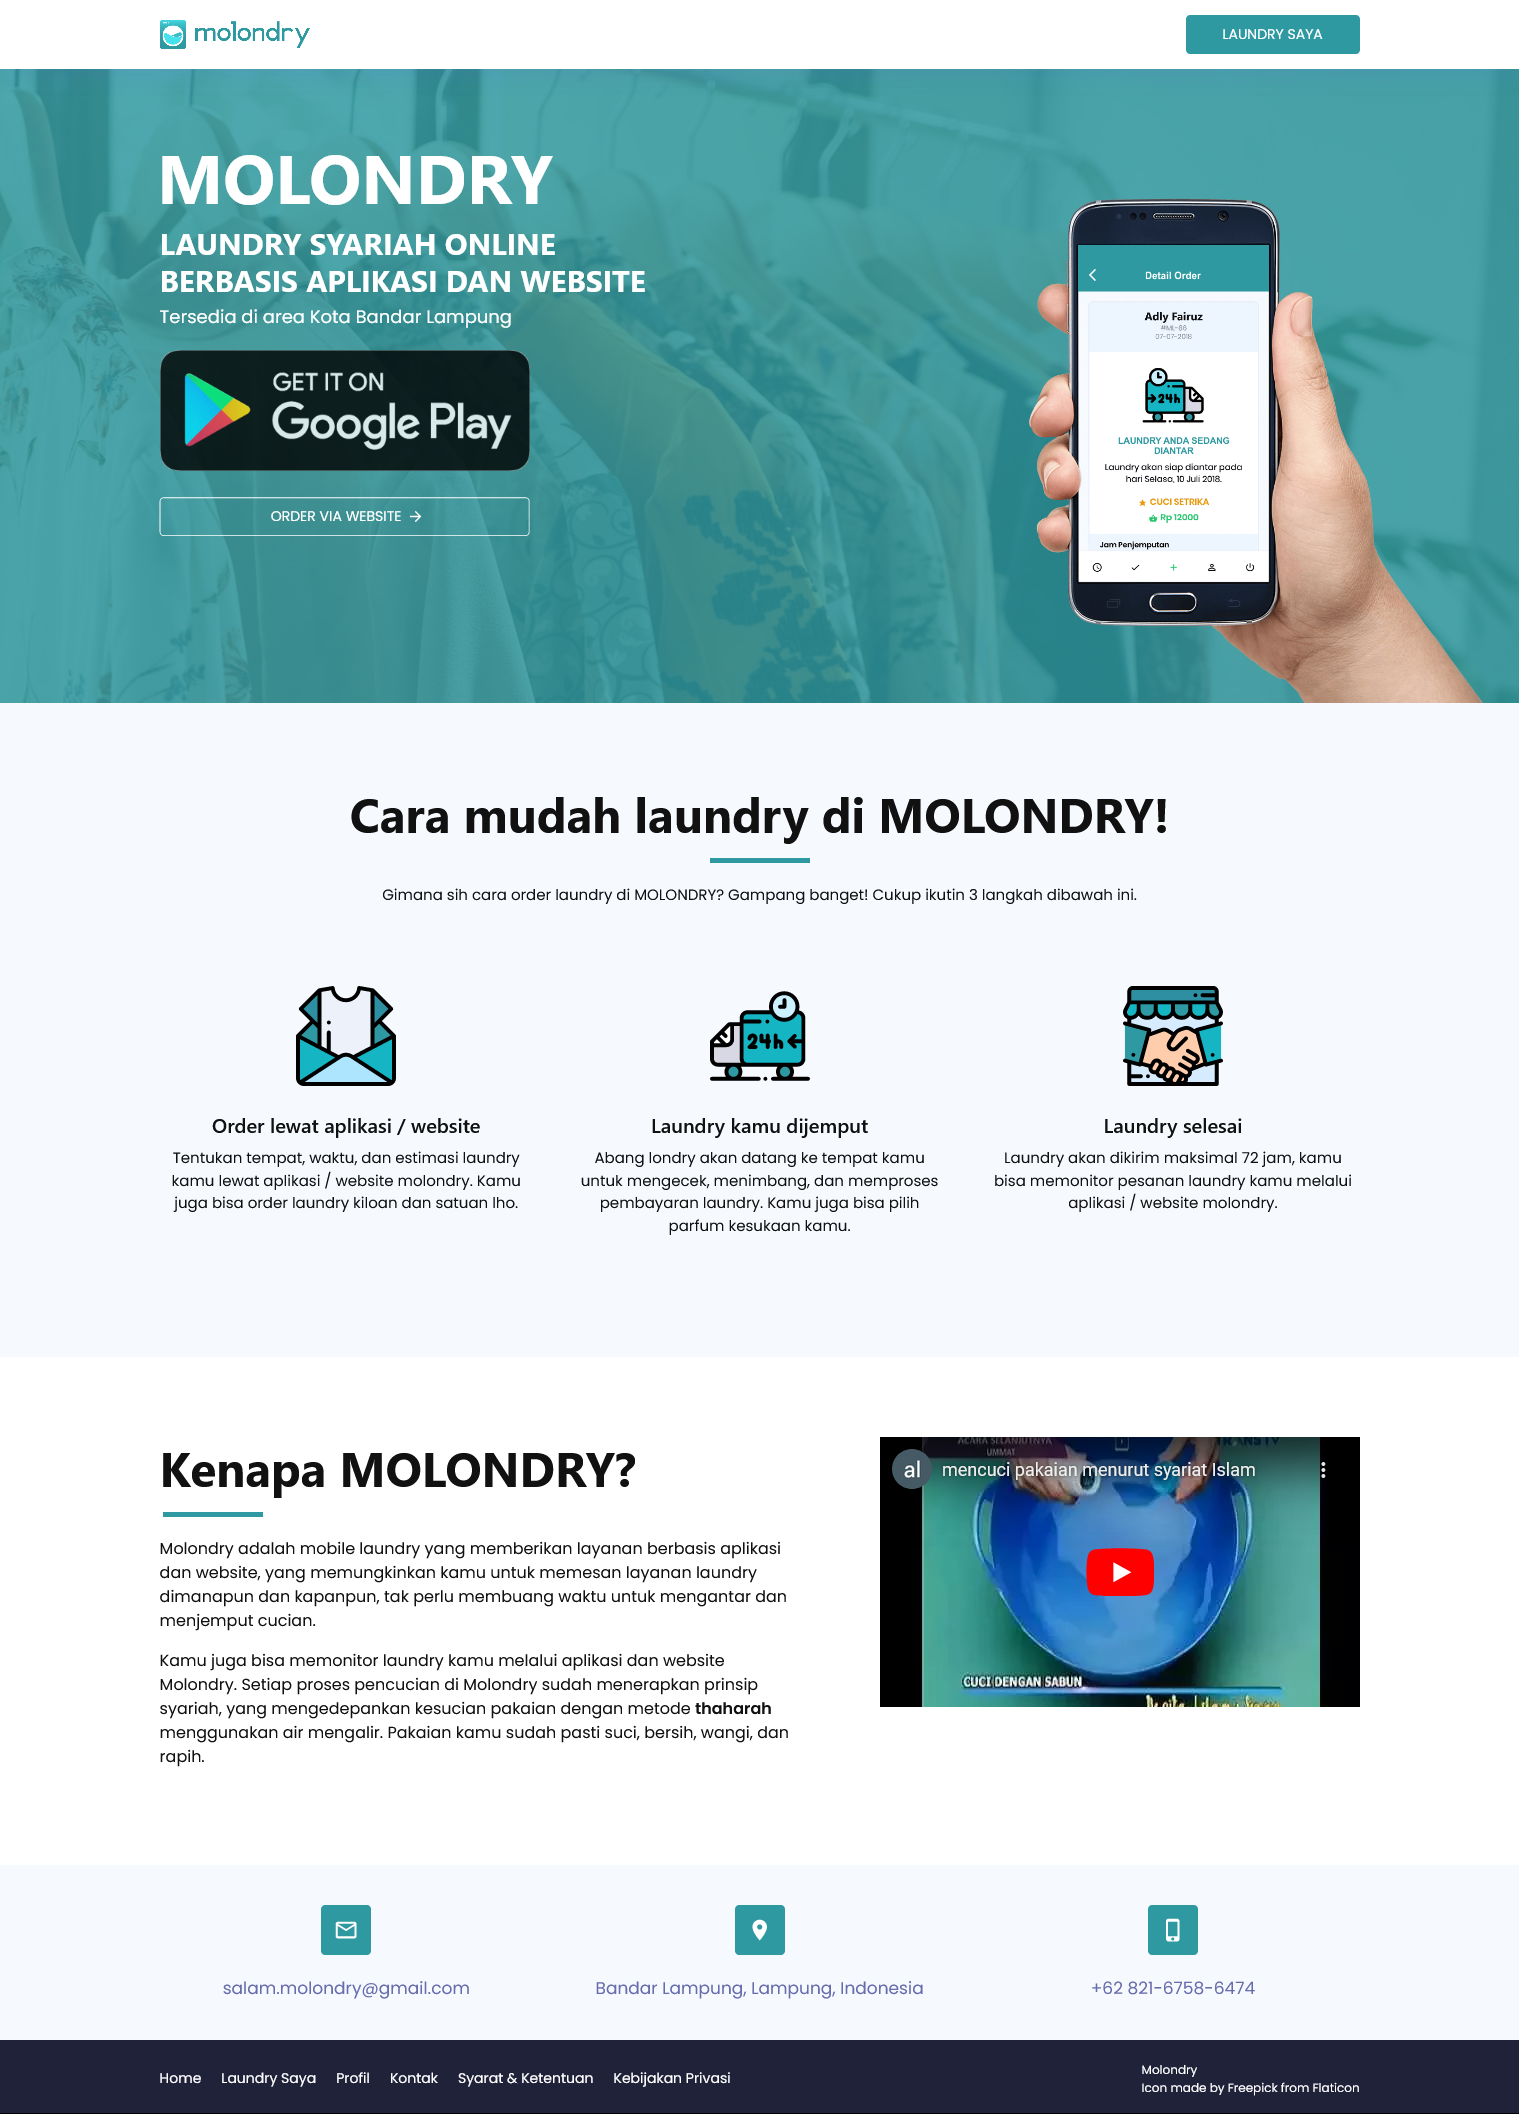 molondry
LAUNDRY SAYA
MOLONDRY
LAUNDRY SYARIAH ONLINE
BERBASIS APLIKASI DAN WEBSITE
Tersedia di area Kota Bandar Lampung
GET IT ON
Google Play
ORDER VIA WEBSITE →
Detail Order
Adly Fairuz
#ML-86
07-07-2018
24h
LAUNDRY ANDA SEDANG
DIANTAR
Laundry akan siap diantar pada
hari Selasa, 10 Juli 2018.
CUCI SETRIKA
Rp 12000
Jam Penjemputan
Cara mudah laundry di MOLONDRY!
Gimana sih cara order laundry di MOLONDRY? Gampang banget! Cukup ikutin 3 langkah dibawah ini.
24h
Order lewat aplikasi / website
Tentukan tempat, waktu, dan estimasi laundry
kamu lewat aplikasi / website molondry. Kamu
juga bisa order laundry kiloan dan satuan lho.
Laundry kamu dijemput
Abang londry akan datang ke tempat kamu
untuk mengecek, menimbang, dan memproses
pembayaran laundry. Kamu juga bisa pilih
parfum kesukaan kamu.
Laundry selesai
Laundry akan dikirim maksimal 72 jam, kamu
bisa memonitor pesanan laundry kamu melalui
aplikasi / website molondry.
Kenapa MOLONDRY?
Molondry adalah mobile laundry yang memberikan layanan berbasis aplikasi
dan website, yang memungkinkan kamu untuk memesan layanan laundry
dimanapun dan kapanpun, tak perlu membuang waktu untuk mengantar dan
menjemput cucian.
Kamu juga bisa memonitor laundry kamu melalui aplikasi dan website
Molondry. Setiap proses pencucian di Molondry sudah menerapkan prinsip
syariah, yang mengedepankan kesucian pakaian dengan metode thaharah
menggunakan air mengalir. Pakaian kamu sudah pasti suci, bersih, wangi, dan
rapih.
ACARA SELANJUTNYA
UMMAT
TRANSTV
al
mencuci pakaian menurut syariat Islam
CUCI DENGAN SABUN
salam.molondry@gmail.com
Bandar Lampung, Lampung, Indonesia
+62 821-6758-6474
Home
Laundry Saya
Profil
Kontak
Syarat & Ketentuan
Kebijakan Privasi
Molondry
Icon made by Freepick from Flaticon